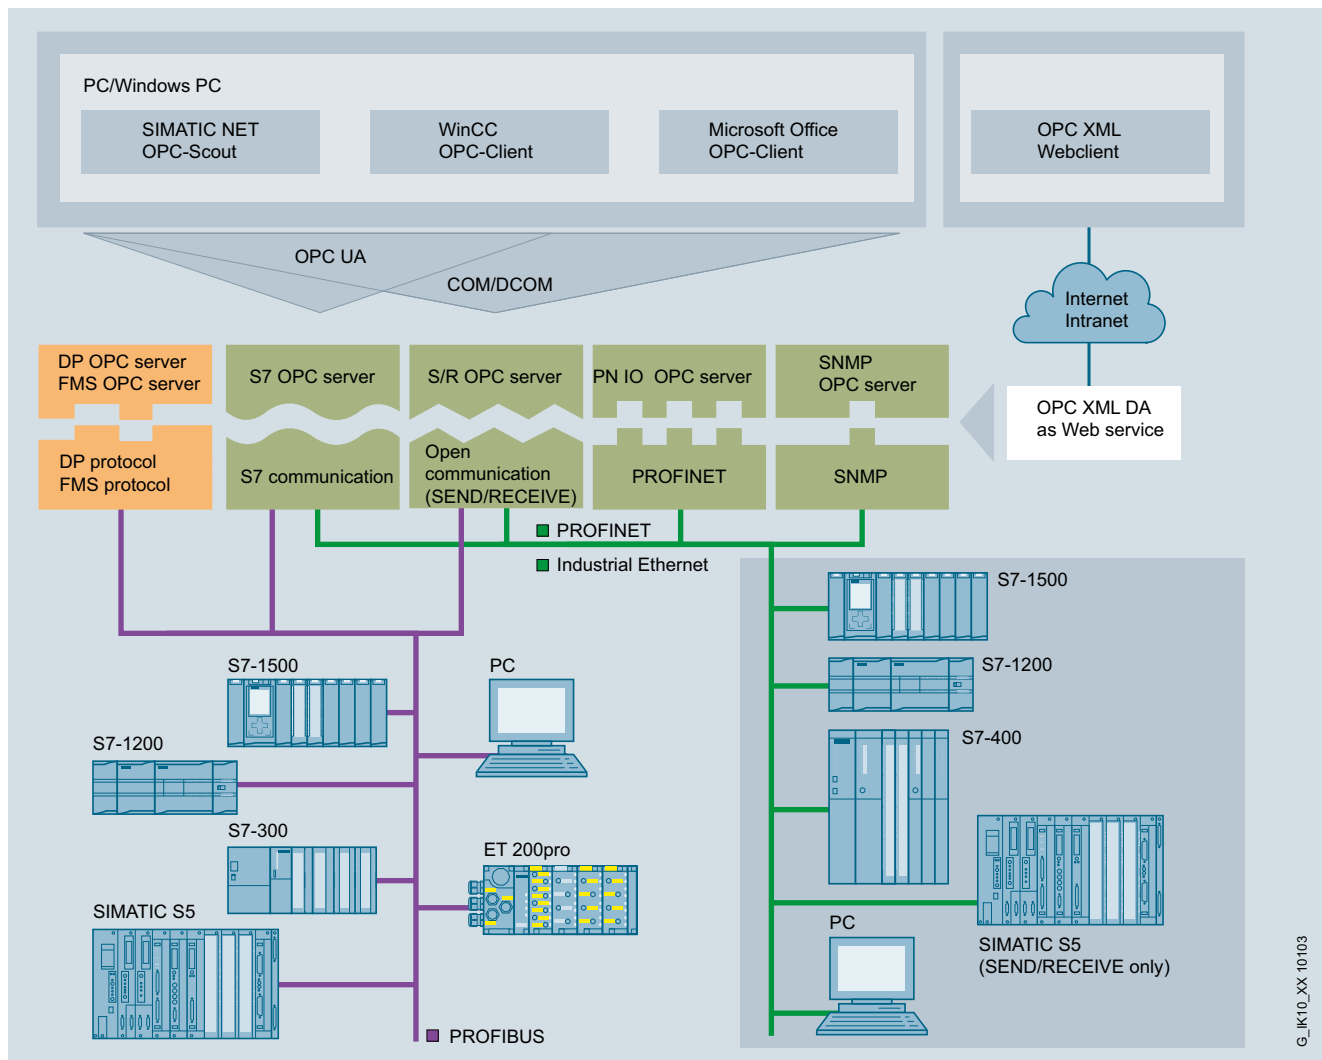 PC/Windows PC
SIMATIC NET
OPC-Scout
WinCC
OPC-Client
Microsoft Office
OPC-Client
OPC XML
Webclient
OPC UA
COM/DCOM
Internet
Intranet
DP OPC server
FMS OPC server
S7 OPC server
S/R OPC server
PN IO OPC server
SNMP
OPC server
OPC XML DA
as Web service
DP protocol
FMS protocol
S7 communication
Open
communication
(SEND/RECEIVE)
PROFINET
SNMP
PROFINET
Industrial Ethernet
S7-1500
S7-1200
S7-400
S7-1500
PC
S7-1200
S7-300
ET 200pro
SIMATIC S5
PC
SIMATIC S5
(SEND/RECEIVE only)
PROFIBUS
G_IK10_XX 10103